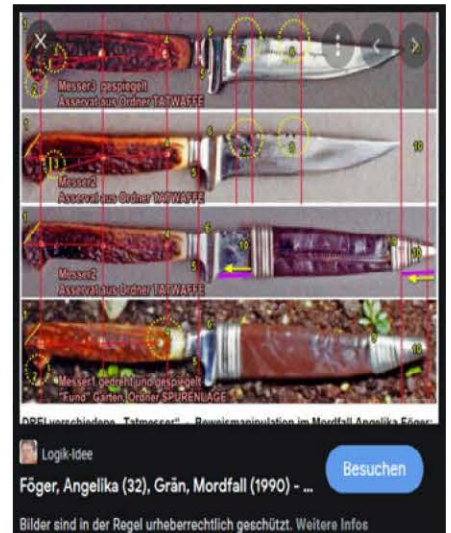 Messer3 gespiegelt
Asservat aus Ordner TATWAFFE
Messer2
Asservat aus Ordner TATWAFFE
Messer2
Asservat aus Ordner TATWAFFE
Messer1 gedreht und gespiegelt
"Fund" Garten, Ordner SPURENLAGE
DREI verschiedene „Tatmesser" - Beweismanipulation im Mordfall Angelika Föger:
Logik-Idee
Föger, Angelika (32), Grän, Mordfall (1990) - ...
Besuchen
Bilder sind in der Regel urheberrechtlich geschützt. Weitere Infos